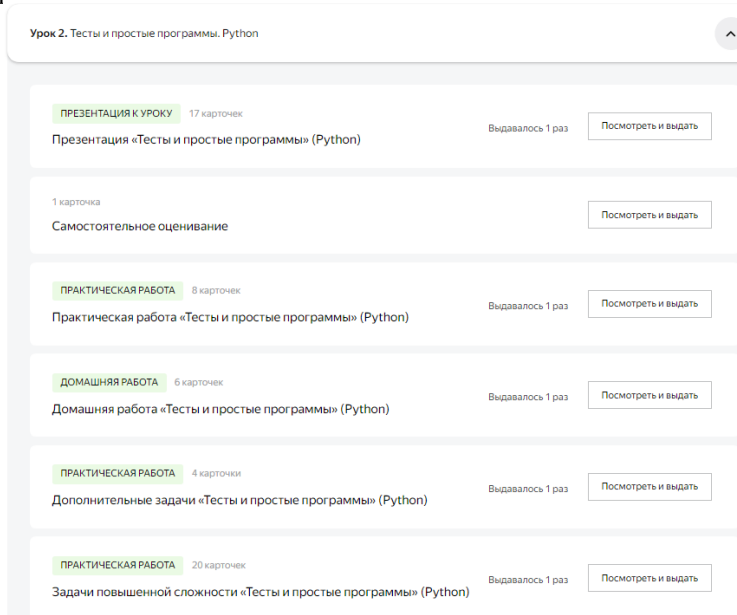 Урок 2. Тесты и простые программы. Python
ПРЕЗЕНТАЦИЯ К УРОКУ 17 карточек
Презентация «Тесты и простые программы» (Python)
Выдавалось 1 раз
Посмотреть и выдать
1 карточка
Самостоятельное оценивание
Посмотреть и выдать
ПРАКТИЧЕСКАЯ РАБОТА 8 карточек
Практическая работа «Тесты и простые программы» (Python)
Выдавалось 1 раз
Посмотреть и выдать
ДОМАШНЯЯ РАБОТА 6 карточек
Домашняя работа «Тесты и простые программы» (Python)
Выдавалось 1 раз
Посмотреть и выдать
ПРАКТИЧЕСКАЯ РАБОТА 4 карточки
Дополнительные задачи «Тесты и простые программы» (Python)
Выдавалось 1 раз
Посмотреть и выдать
ПРАКТИЧЕСКАЯ РАБОТА 20 карточек
Задачи повышенной сложности «Тесты и простые программы» (Python)
Выдавалось 1 раз
Посмотреть и выдать